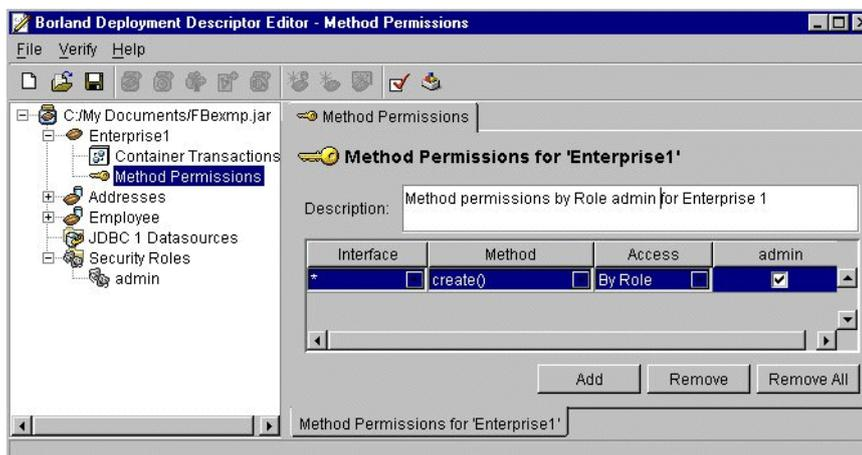 Borland Deployment Descriptor Editor - Method Permissions
File Verify Help
C:/My Documents/FBexmp.jar
Enterprise1
Container Transactions
Method Permissions
Addresses
Employee
JDBC 1 Datasources
Security Roles
admin
Method Permissions
Method Permissions for 'Enterprise1'
Description: Method permissions by Role admin for Enterprise 1
Interface Method Access admin
* create() By Role
Add Remove Remove All
Method Permissions for 'Enterprise1'